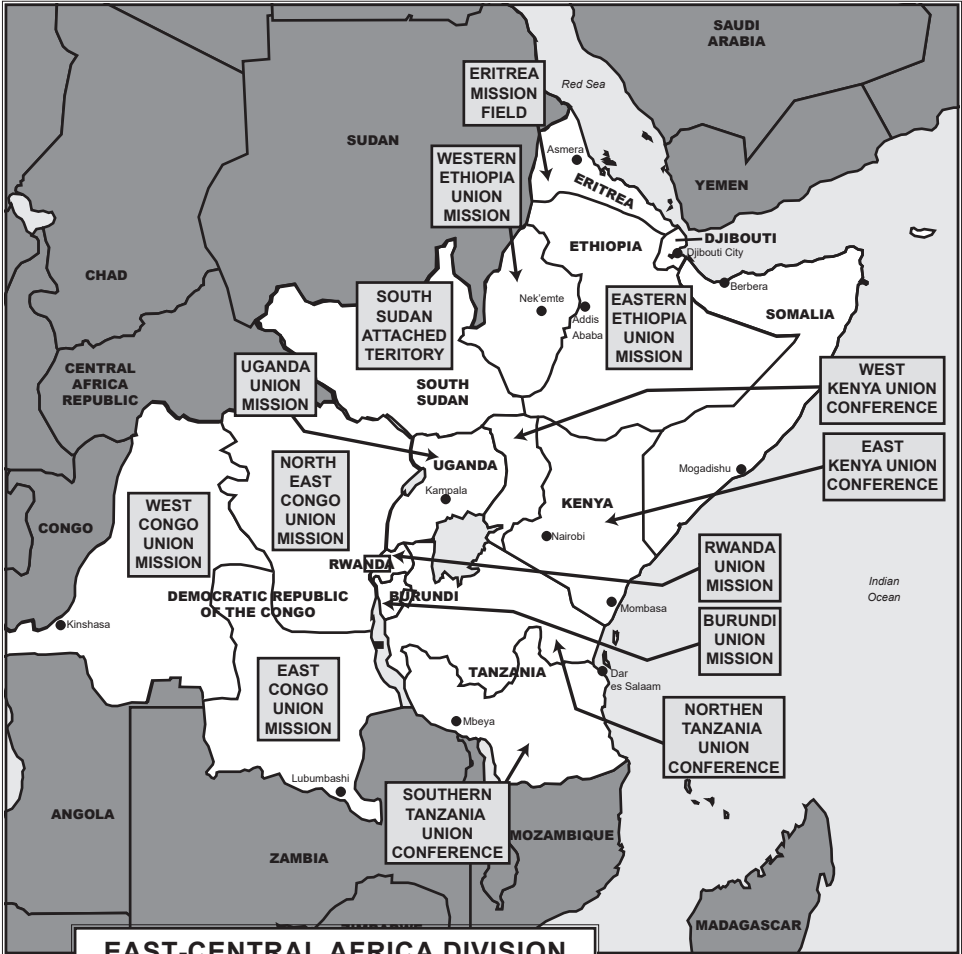 SAUDI
ARABIA
Red Sea
ERITREA
MISSION
FIELD
SUDAN
Asmera
WESTERN
ETHIOPIA
UNION
MISSION
ERITREA
YEMEN
ETHIOPIA
DJIBOUTI
Djibouti City
CHAD
Berbera
Nek'emte
SOUTH
SUDAN
ATTACHED
TERITORY
Addis
Ababa
EASTERN
ETHIOPIA
UNION
MISSION
SOMALIA
CENTRAL
AFRICA
REPUBLIC
UGANDA
UNION
MISSION
SOUTH
SUDAN
WEST
KENYA UNION
CONFERENCE
EAST
KENYA UNION
CONFERENCE
UGANDA
Mogadishu
NORTH
EAST
CONGO
UNION
MISSION
Kampala
KENYA
WEST
CONGO
UNION
MISSION
CONGO
Nairobi
RWANDA
RWANDA
UNION
MISSION
DEMOCRATIC REPUBLIC
OF THE CONGO
BURUNDI
Indian
Ocean
Mombasa
Kinshasa
BURUNDI
UNION
MISSION
TANZANIA
Dar
es Salaam
EAST
CONGO
UNION
MISSION
Mbeya
NORTHEN
TANZANIA
UNION
CONFERENCE
Lubumbashi
ANGOLA
SOUTHERN
TANZANIA
UNION
CONFERENCE
MOZAMBIQUE
ZAMBIA
MADAGASCAR
EAST-CENTRAL AFRICA DIVISION